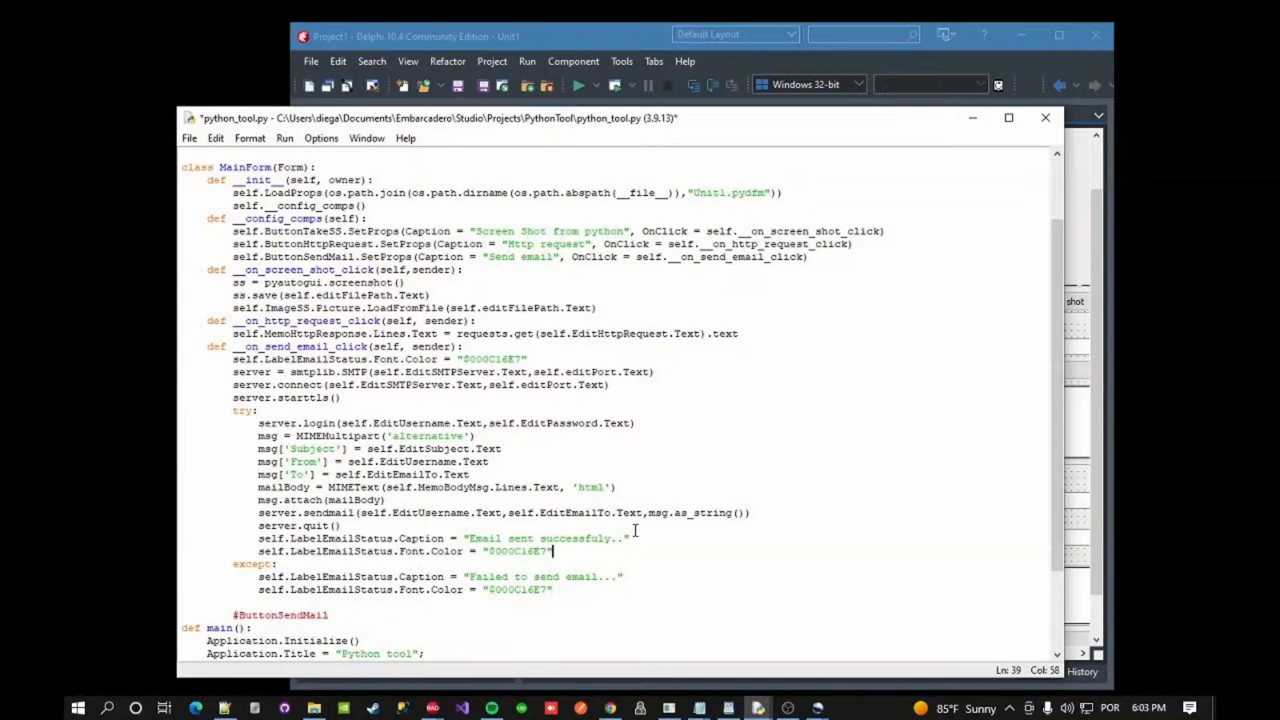 Project1 - Delphi 10.4 Community Edition - Unit1
Default Layout
File Edit Search View Refactor Project Run Component Tools Tabs Help
Windows 32-bit
*python_tool.py - C:\Users\diega\Documents\Embarcadero\Studio\Projects\PythonTool\python_tool.py (3.9.13)*
File Edit Format Run Options Window Help
class MainForm(Form):
def __init__(self, owner):
self.LoadProps(os.path.join(os.path.dirname(os.path.abspath(__file__)),"Unit1.pydfm"))
self.__config_comps()
def __config_comps(self):
self.ButtonTakeSS.SetProps(Caption = "Screen Shot from python", OnClick = self.__on_screen_shot_click)
self.ButtonHttpRequest.SetProps(Caption = "Http request", OnClick = self.__on_http_request_click)
self.ButtonSendMail.SetProps(Caption = "Send email", OnClick = self.__on_send_email_click)
def __on_screen_shot_click(self,sender):
ss = pyautogui.screenshot()
ss.save(self.editFilePath.Text)
self.ImageSS.Picture.LoadFromFile(self.editFilePath.Text)
def __on_http_request_click(self, sender):
self.MemoHttpResponse.Lines.Text = requests.get(self.EditHttpRequest.Text).text
def __on_send_email_click(self, sender):
self.LabelEmailStatus.Font.Color = "$000C16E7"
server = smtplib.SMTP(self.EditSMTPServer.Text,self.editPort.Text)
server.connect(self.EditSMTPServer.Text,self.editPort.Text)
server.starttls()
try:
server.login(self.EditUsername.Text,self.EditPassword.Text)
msg = MIMEMultipart('alternative')
msg['Subject'] = self.EditSubject.Text
msg['From'] = self.EditUsername.Text
msg['To'] = self.EditEmailTo.Text
mailBody = MIMEText(self.MemoBodyMsg.Lines.Text, 'html')
msg.attach(mailBody)
server.sendmail(self.EditUsername.Text,self.EditEmailTo.Text,msg.as_string())
server.quit()
self.LabelEmailStatus.Caption = "Email sent successfuly.."
self.LabelEmailStatus.Font.Color = "$000C16E7"
except:
self.LabelEmailStatus.Caption = "Failed to send email..."
self.LabelEmailStatus.Font.Color = "$000C16E7"
#ButtonSendMail
def main():
Application.Initialize()
Application.Title = "Python tool";
Ln: 39 Col: 58
shot
History
85°F Sunny
POR
6:03 PM